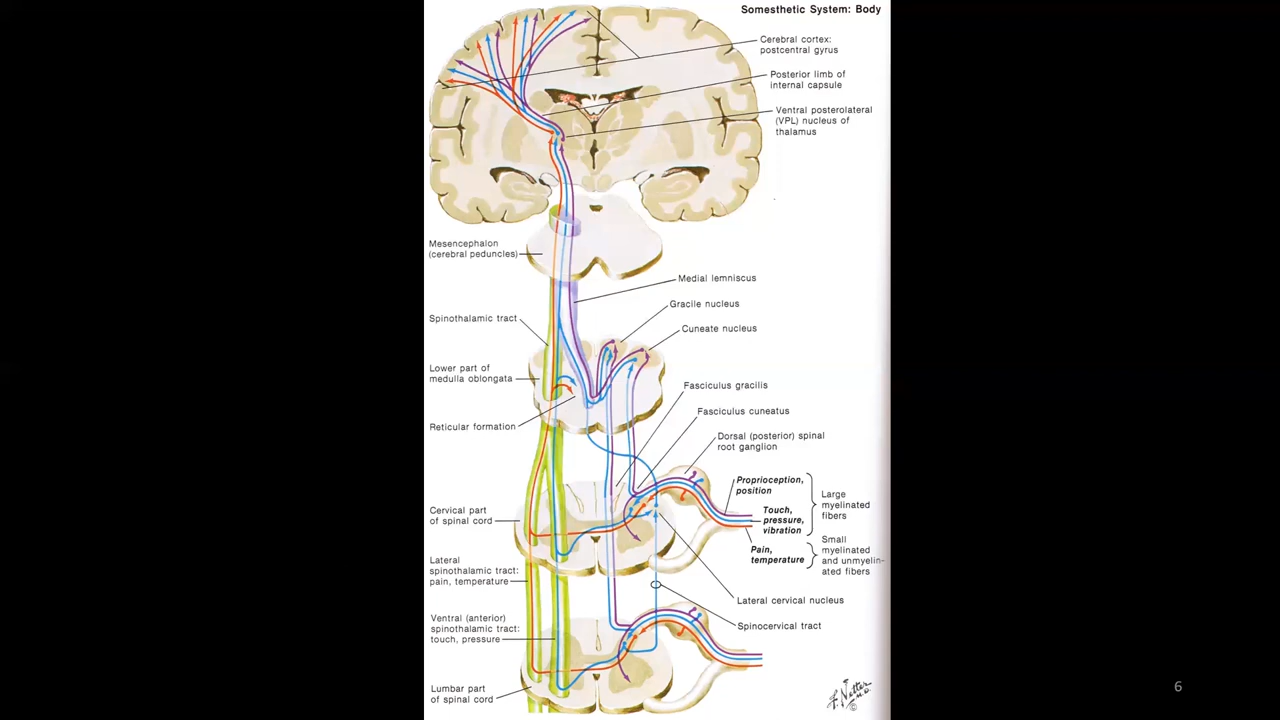 Somesthetic System: Body
Cerebral cortex:
postcentral gyrus
Posterior limb of
internal capsule
Ventral posterolateral
(VPL) nucleus of
thalamus
Mesencephalon
(cerebral peduncles)
Medial lemniscus
Gracile nucleus
Spinothalamic tract
Cuneate nucleus
Lower part of
medulla oblongata
Fasciculus gracilis
Fasciculus cuneatus
Reticular formation
Dorsal (posterior) spinal
root ganglion
Proprioception,
position
Large
myelinated
fibers
Touch,
pressure,
vibration
Cervical part
of spinal cord
Pain,
temperature
Small
myelinated
and unmyelin-
ated fibers
Lateral
spinothalamic tract:
pain, temperature
Lateral cervical nucleus
Ventral (anterior)
spinothalamic tract:
touch, pressure
Spinocervical tract
Lumbar part
of spinal cord
F. Netter
M.D.
©
6